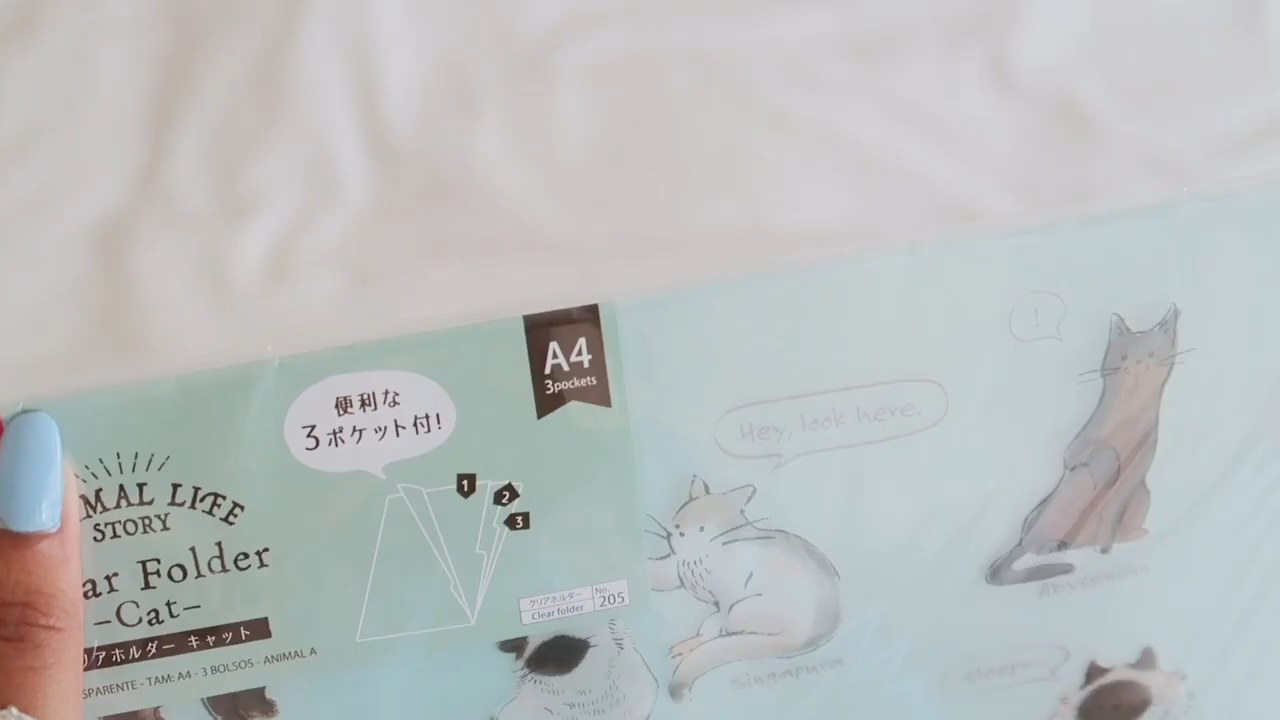 A4
3pockets
便利な
3ポケット付!
1
2
3
MAL LIFE
STORY
ar Folder
-Cat-
アホルダー キャット
SPARENTE - TAM: A4 - 3 BOLSOS - ANIMAL A
クリアホルダー
Clear folder
No.
205
!
Hey, look here.
Singapura